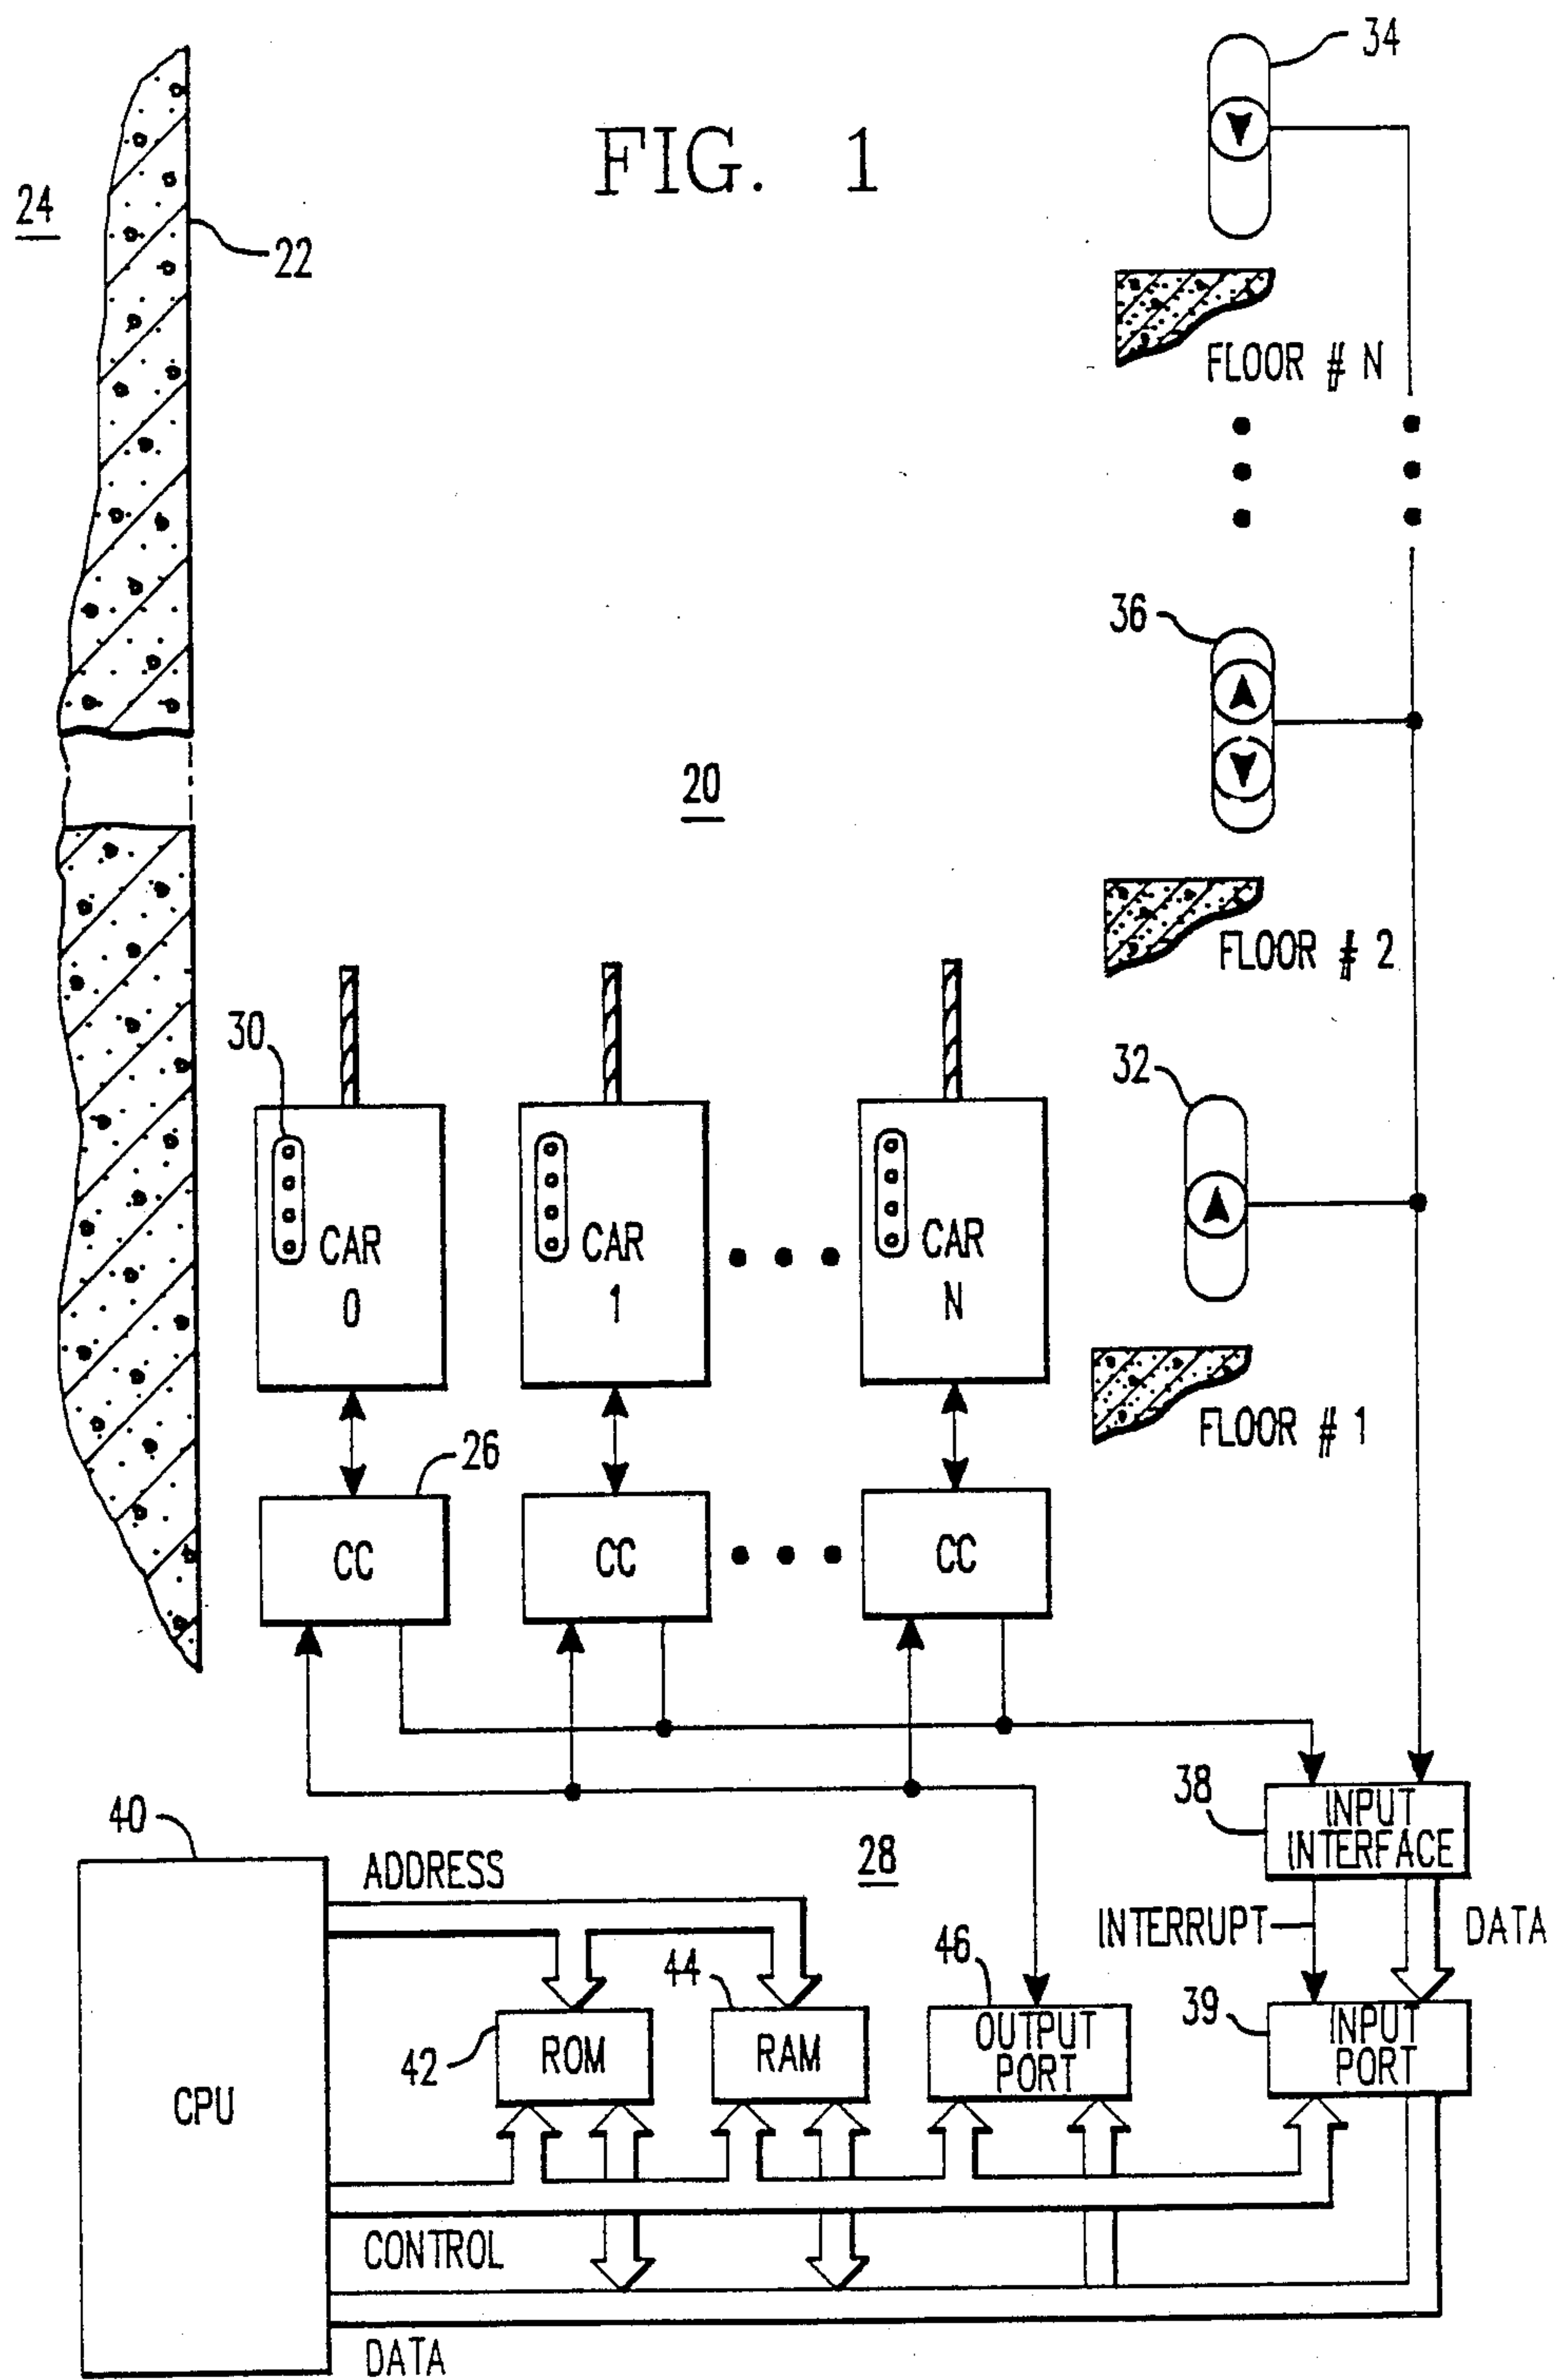 34
FIG. 1
24
22
FLOOR # N
36
20
FLOOR # 2
30
32
CAR
0
CAR
1
CAR
N
FLOOR # 1
26
CC
CC
CC
38
INPUT
INTERFACE
40
ADDRESS
28
INTERRUPT
DATA
46
44
42
ROM
RAM
OUTPUT
PORT
39
INPUT
PORT
CPU
CONTROL
DATA